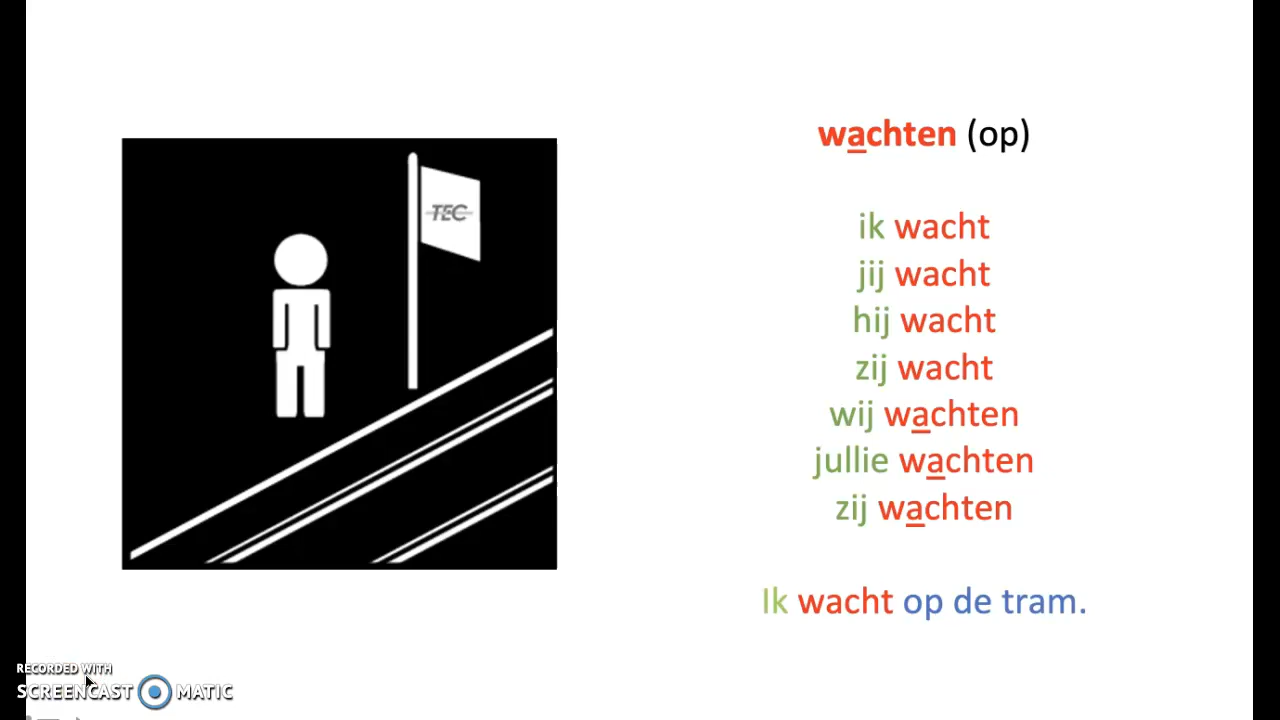 wachten (op)
TEC
ik wacht
jij wacht
hij wacht
zij wacht
wij wachten
jullie wachten
zij wachten
Ik wacht op de tram.
RECORDED WITH
SCREENCAST MATIC